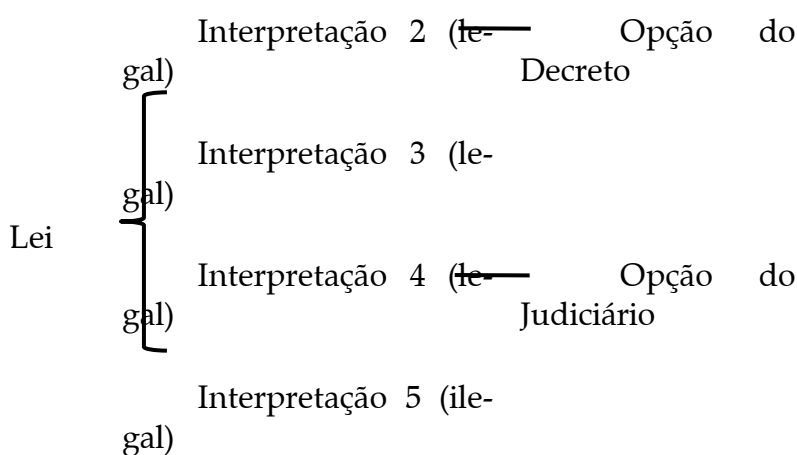 Interpretação 2 (le- Opção do
gal) Decreto
Interpretação 3 (le-
gal)
Lei
Interpretação 4 (le- Opção do
gal) Judiciário
Interpretação 5 (ile-
gal)